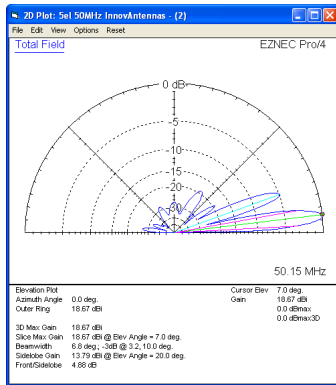 2D Plot: 5el 50MHz InnovAntennas - (2)
File Edit View Options Reset
Total Field
EZNEC Pro/4
0 dB
-5
-10
-15
-20
-30
50.15 MHz
Elevation Plot
Azimuth Angle 0.0 deg.
Outer Ring 18.67 dBi
Cursor Elev 7.0 deg.
Gain 18.67 dBi
0.0 dBmax
0.0 dBmax3D
3D Max Gain 18.67 dBi
Slice Max Gain 18.67 dBi @ Elev Angle = 7.0 deg.
Beamwidth 6.8 deg.; -3dB @ 3.2, 10.0 deg.
Sidelobe Gain 13.79 dBi @ Elev Angle = 20.0 deg.
Front/Sidelobe 4.88 dB